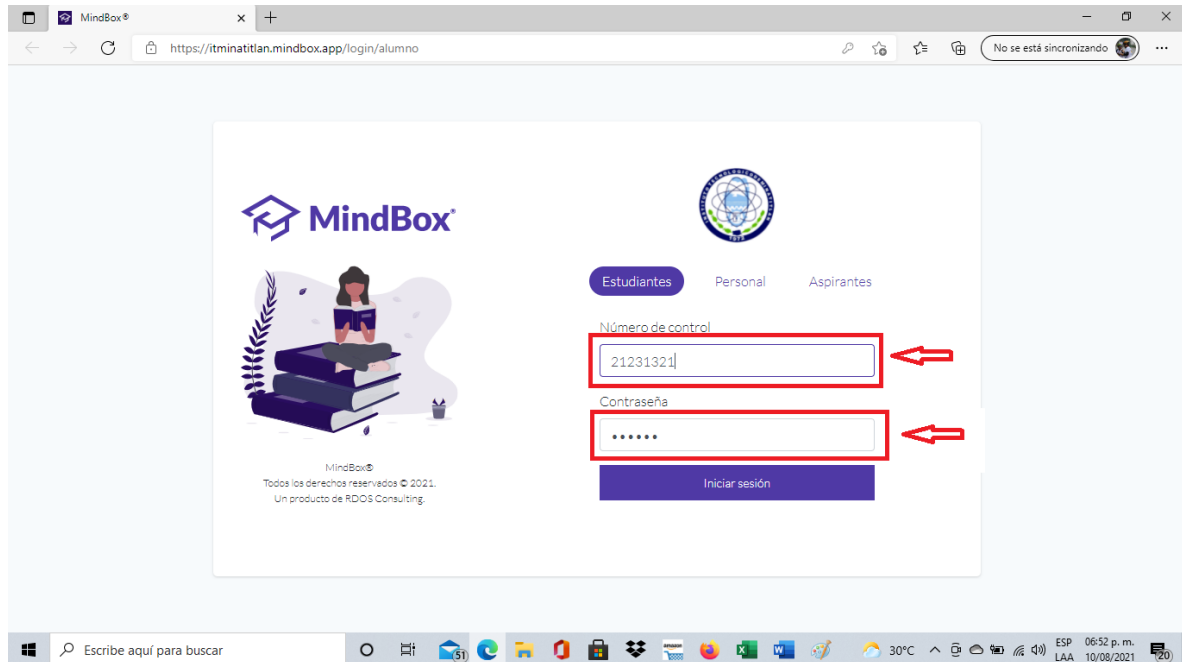 MindBox®
https://itminatitlan.mindbox.app/login/alumno
No se está sincronizando
MindBox®
Estudiantes
Personal
Aspirantes
Número de control
21231321
Contraseña
••••••
Iniciar sesión
MindBox®
Todos los derechos reservados © 2021.
Un producto de RDOS Consulting.
Escribe aquí para buscar
51
30°C
ESP
LAA
06:52 p. m.
10/08/2021
20